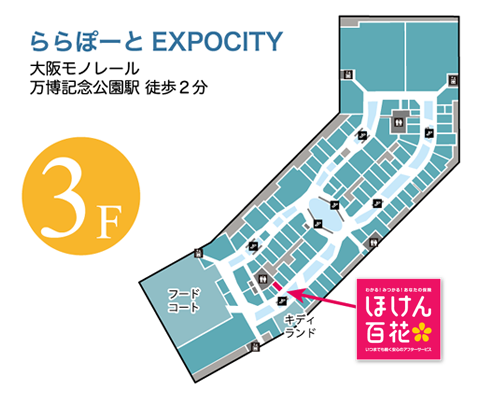 ららぽーと EXPOCITY
大阪モノレール
万博記念公園駅 徒歩２分
3F
フード
コート
キディ
ランド
わかる！みつかる！あなたの保険
ほけん
百花
いつまでも続く安心のアフターサービス